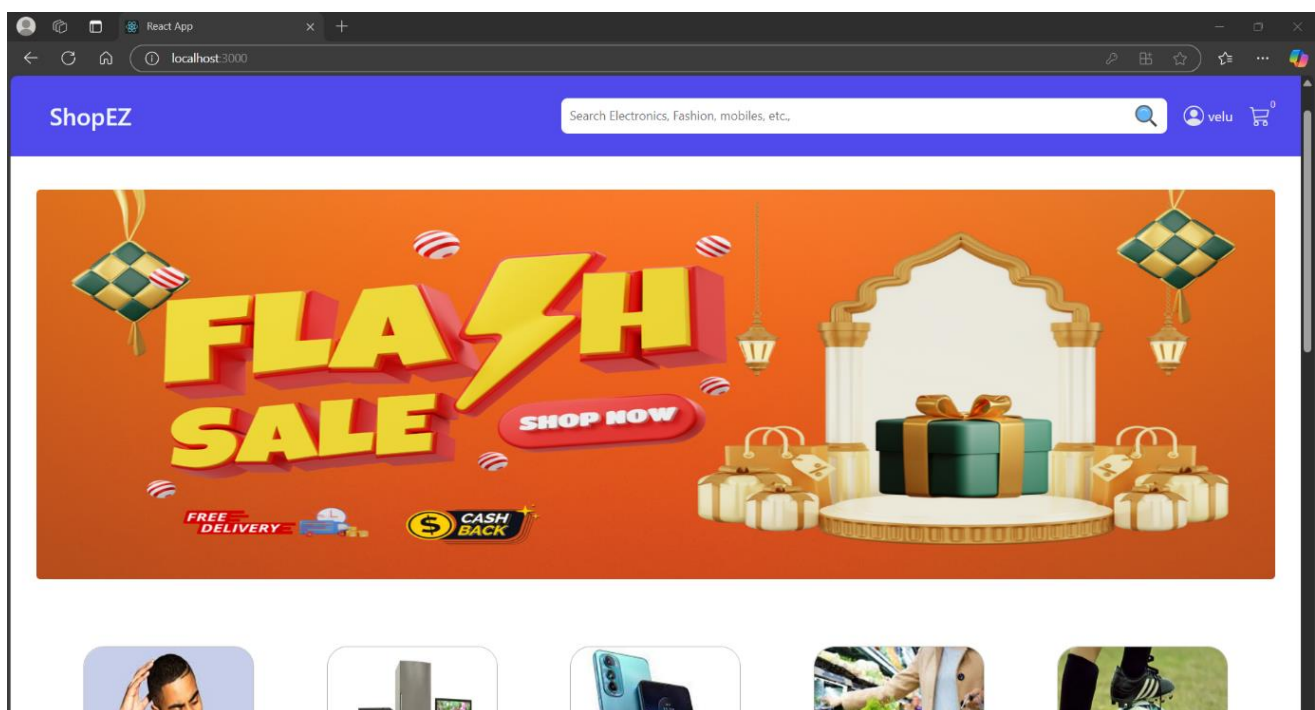 React App
localhost:3000
ShopEZ
Search Electronics, Fashion, mobiles, etc.,
velu
0
FLASH
SALE
SHOP NOW
FREE
DELIVERY
$ CASH
BACK